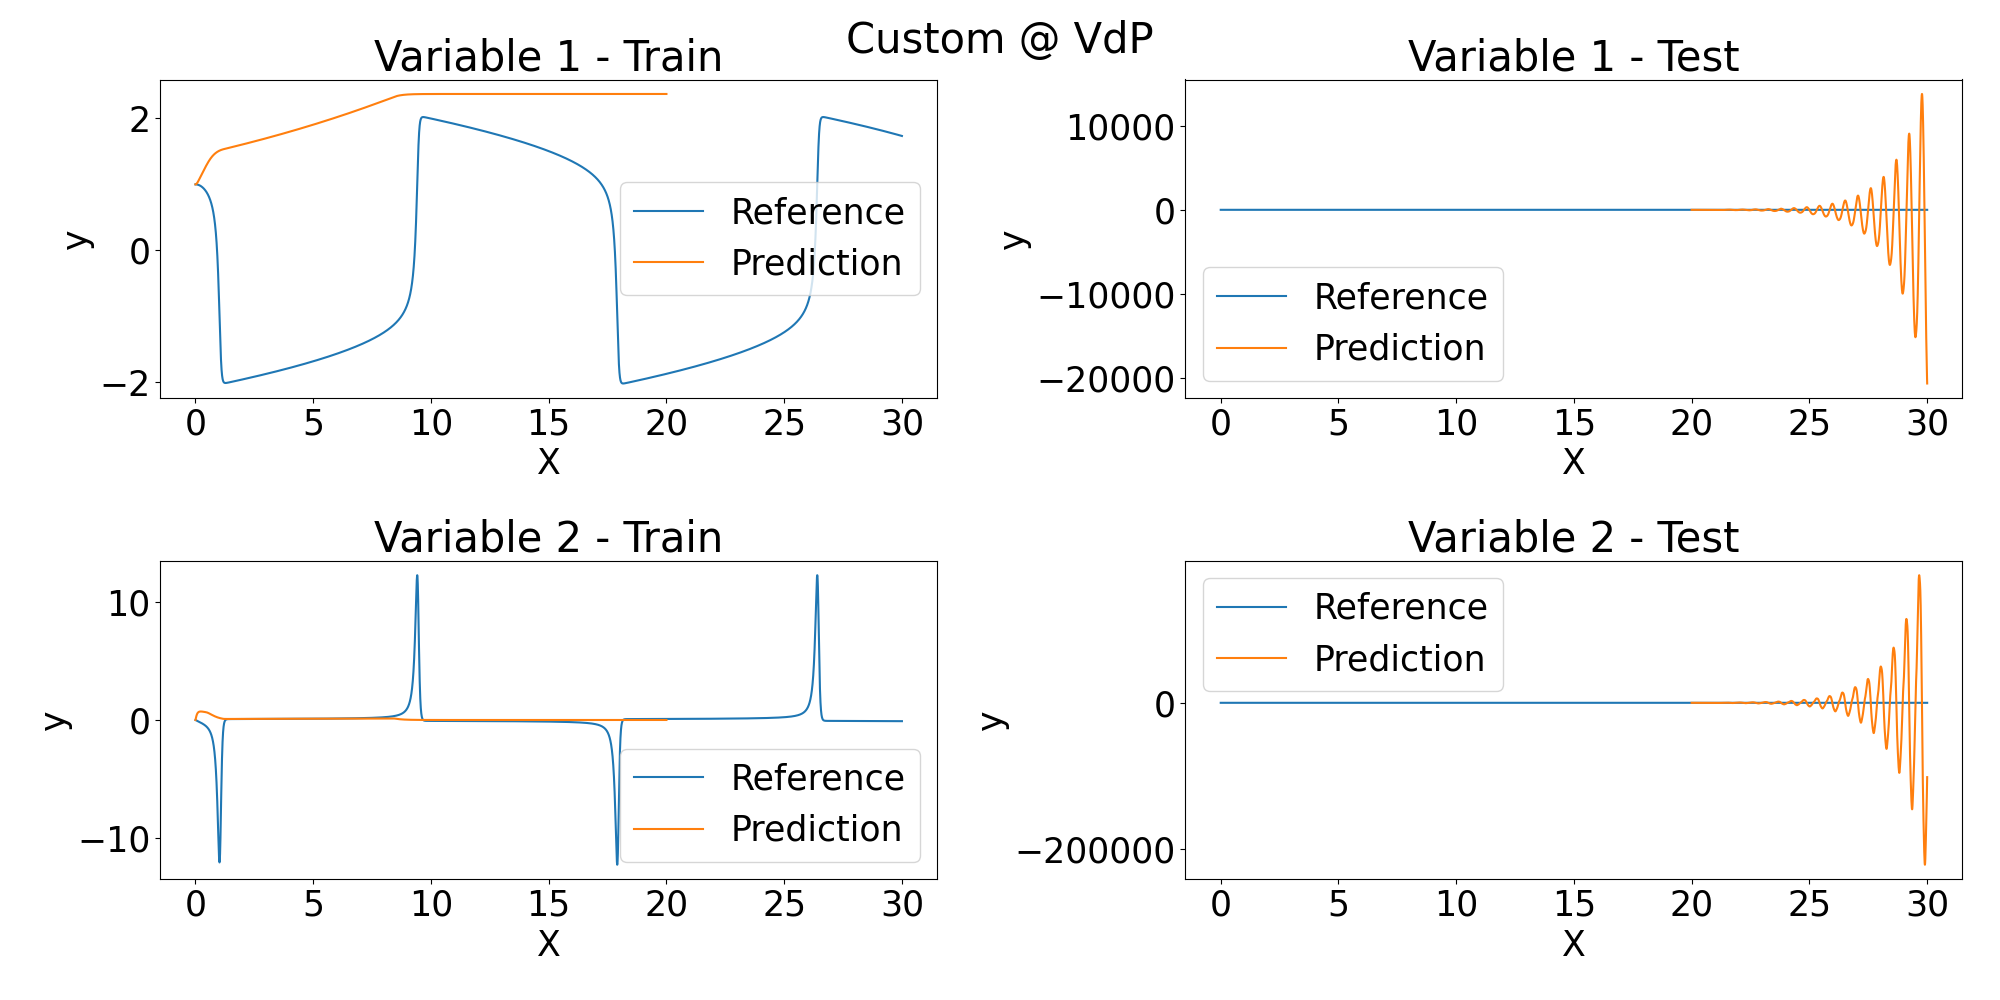 Custom @ VdP
Variable 1 - Train
2
0
−2
y
0 5 10 15 20 25 30
X
Reference
Prediction
Variable 1 - Test
10000
0
−10000
−20000
y
0 5 10 15 20 25 30
X
Reference
Prediction
Variable 2 - Train
10
0
−10
y
0 5 10 15 20 25 30
X
Reference
Prediction
Variable 2 - Test
0
−200000
y
0 5 10 15 20 25 30
X
Reference
Prediction